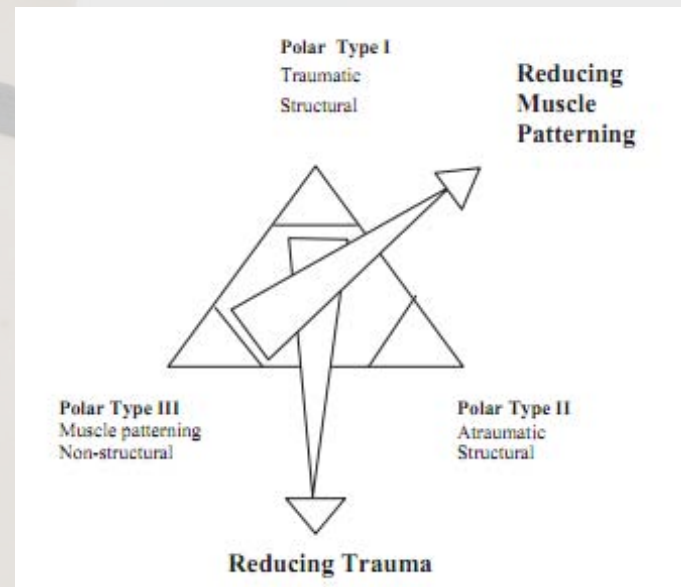 Polar Type I
Traumatic
Structural
Reducing
Muscle
Patterning
Polar Type III
Muscle patterning
Non-structural
Polar Type II
Atraumatic
Structural
Reducing Trauma